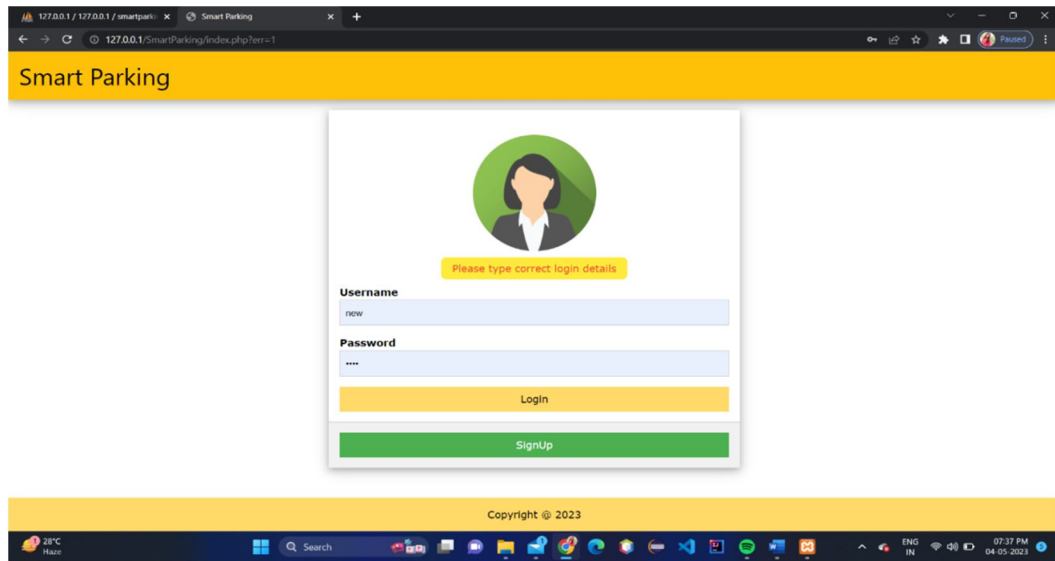 127.0.0.1 / 127.0.0.1 / smartparki
Smart Parking
127.0.0.1/SmartParking/index.php?err=1
Paused
Smart Parking
Please type correct login details
Username
new
Password
••••
Login
SignUp
Copyright @ 2023
1
28°C
Haze
Search
ENG
IN
07:37 PM
04-05-2023